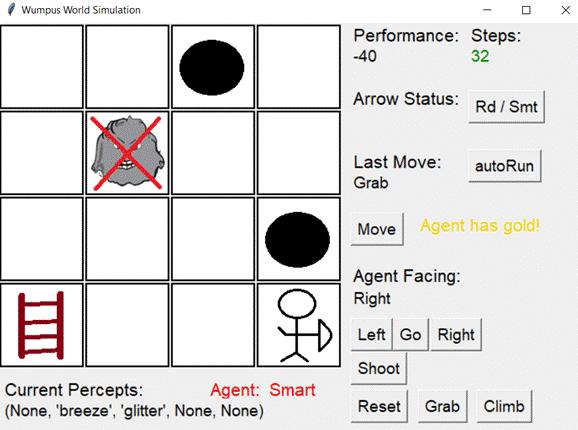 Wumpus World Simulation
Performance: Steps:
-40 32
Arrow Status: Rd / Smt
Last Move: autoRun
Grab
Move Agent has gold!
Agent Facing:
Right
Left Go Right
Shoot
Reset Grab Climb
Current Percepts: Agent: Smart
(None, 'breeze', 'glitter', None, None)